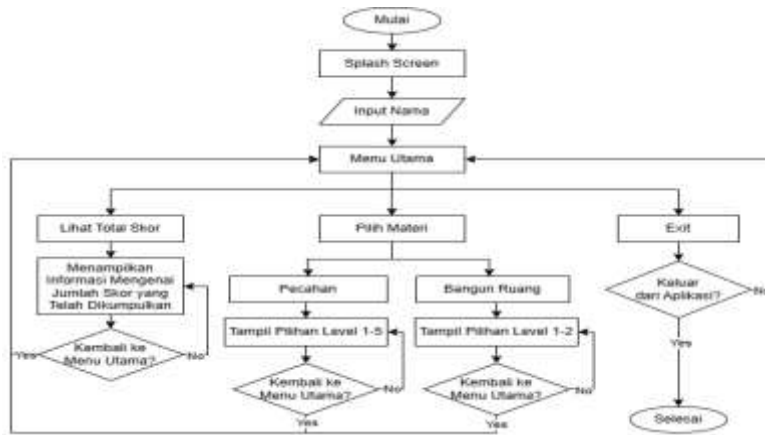 Mulai
Splash Screen
Input Nama
Menu Utama
Lihat Total Skor
Pilih Materi
Exit
Menampilkan
Informasi Mengenai
Jumlah Skor yang
Telah Dikumpulkan
Pecahan
Bangun Ruang
Kaluar
dari Aplikasi?
No
Tampil Pilihan Level 1-5
Tampil Pilihan Level 1-2
Yes
Kembali ke
Menu Utama?
No
Yes
Kembali ke
Menu Utama?
No
Kembali ke
Menu Utama?
No
Yes
Yes
Selesai